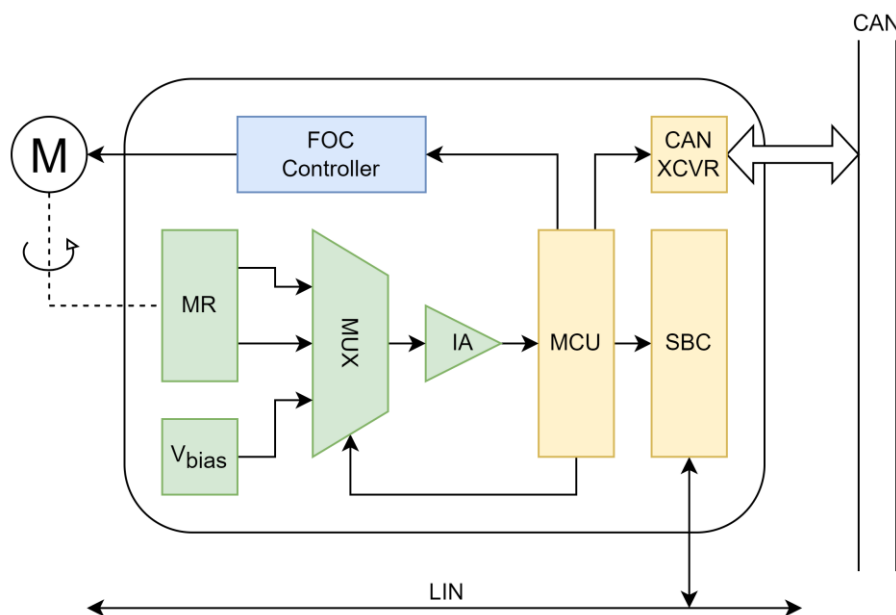 CAN
M
FOC
Controller
CAN
XCVR
MR
MUX
IA
MCU
SBC
Vbias
LIN